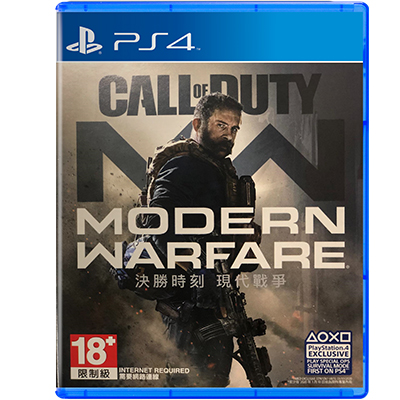 PS4
CALL OF DUTY
MW
MODERN
WARFARE
決勝時刻 現代戰爭
18+
限制級
INTERNET REQUIRED
需要網路連線
PlayStation.4
EXCLUSIVE
PLAY SPECIAL OPS
SURVIVAL MODE
FIRST ON PS4*